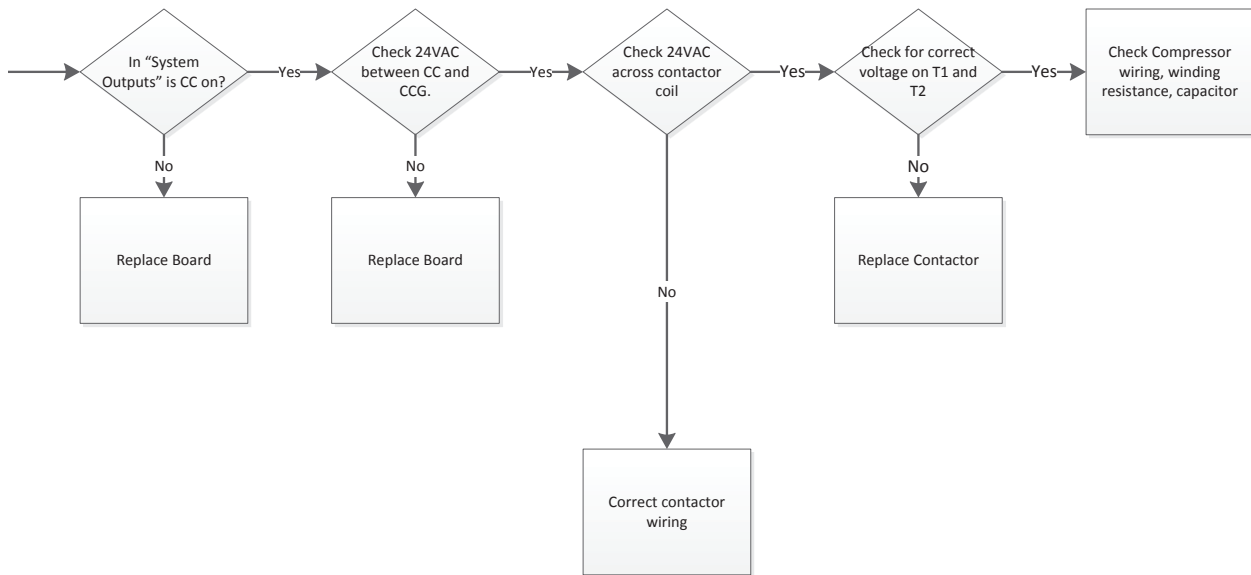 In “System
Outputs” is CC on?
Yes
Check 24VAC
between CC and
CCG.
Yes
Check 24VAC
across contactor
coil
Yes
Check for correct
voltage on T1 and
T2
Yes
Check Compressor
wiring, winding
resistance, capacitor
No
No
No
Replace Board
Replace Board
Replace Contactor
No
Correct contactor
wiring